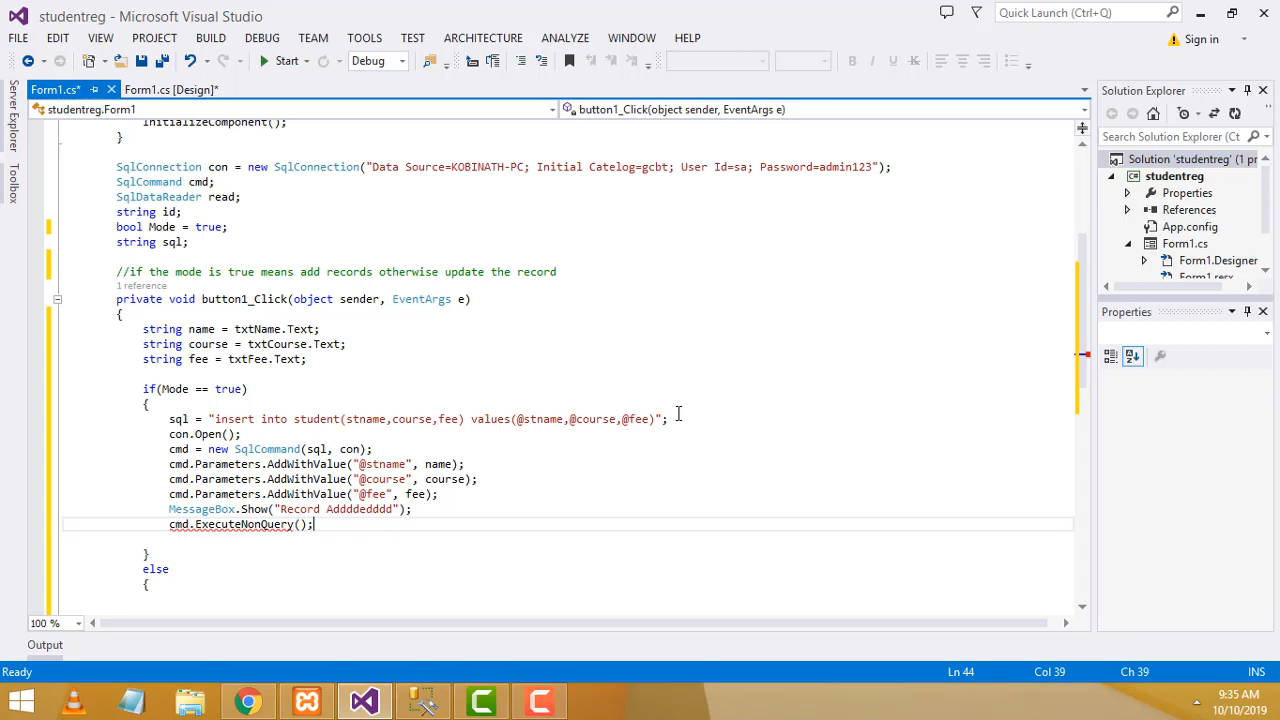 studentreg - Microsoft Visual Studio
Quick Launch (Ctrl+Q)
FILE EDIT VIEW PROJECT BUILD DEBUG TEAM TOOLS TEST ARCHITECTURE ANALYZE WINDOW HELP
Sign in
Start
Debug
Server Explorer
Toolbox
Form1.cs*
Form1.cs [Design]*
studentreg.Form1
button1_Click(object sender, EventArgs e)
InitializeComponent();
}
SqlConnection con = new SqlConnection("Data Source=KOBINATH-PC; Initial Catelog=gcbt; User Id=sa; Password=admin123");
SqlCommand cmd;
SqlDataReader read;
string id;
bool Mode = true;
string sql;
//if the mode is true means add records otherwise update the record
1 reference
private void button1_Click(object sender, EventArgs e)
{
string name = txtName.Text;
string course = txtCourse.Text;
string fee = txtFee.Text;
if(Mode == true)
{
sql = "insert into student(stname,course,fee) values(@stname,@course,@fee)";
con.Open();
cmd = new SqlCommand(sql, con);
cmd.Parameters.AddWithValue("@stname", name);
cmd.Parameters.AddWithValue("@course", course);
cmd.Parameters.AddWithValue("@fee", fee);
MessageBox.Show("Record Addddedddd");
cmd.ExecuteNonQuery();
}
else
{
100 %
Output
Solution Explorer
Search Solution Explorer (Ctrl
Solution 'studentreg' (1 pr
studentreg
Properties
References
App.config
Form1.cs
Form1.Designer
Form1.resx
Properties
Ready
Ln 44
Col 39
Ch 39
INS
9:35 AM
10/10/2019